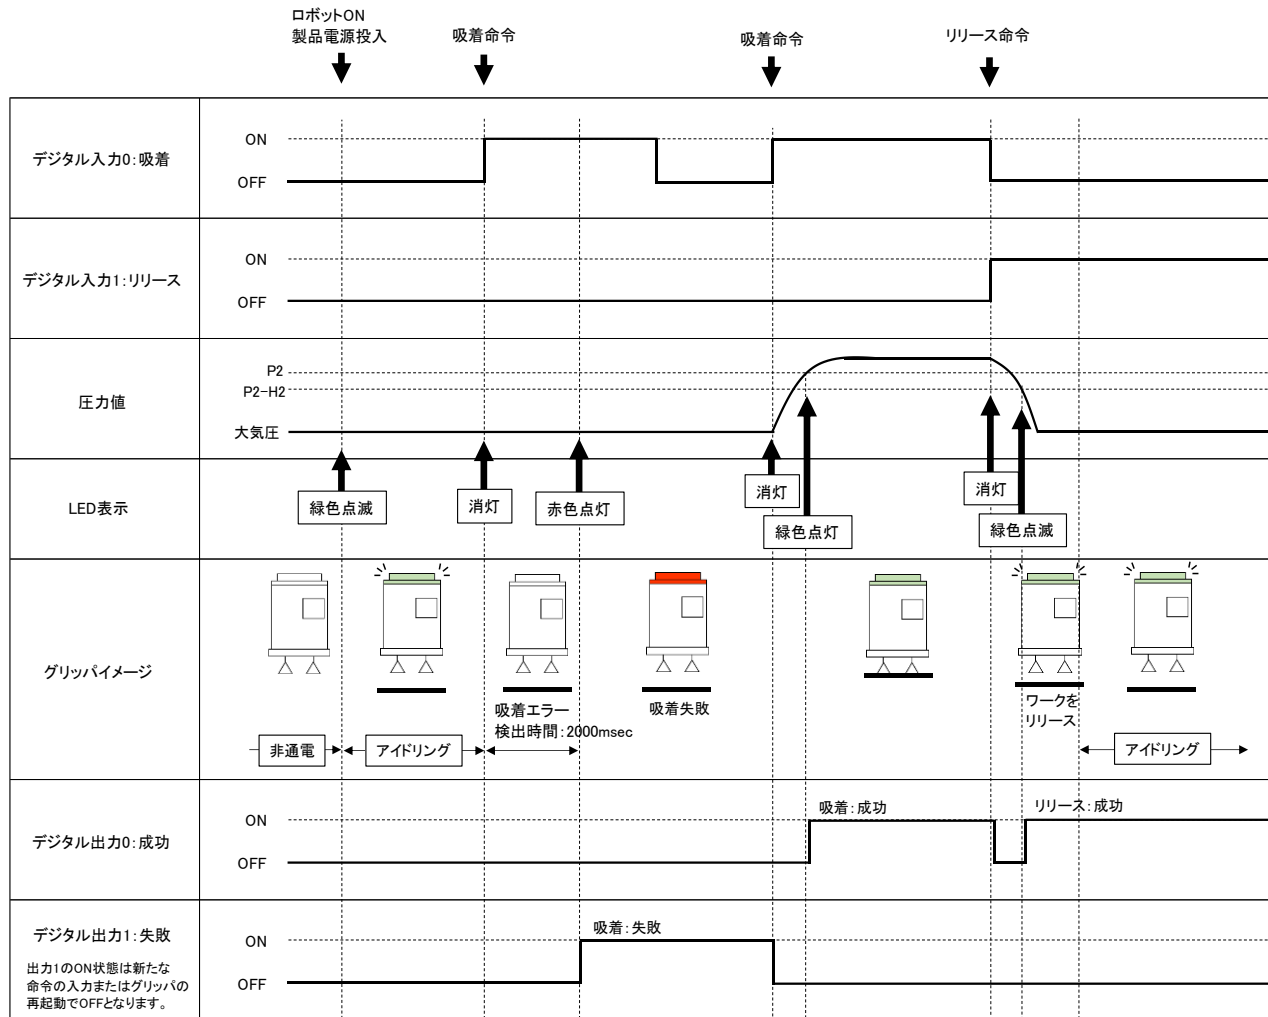 ロボットON
製品電源投入
吸着命令
吸着命令
リリース命令
デジタル入力0：吸着
ON
OFF
デジタル入力1：リリース
ON
OFF
圧力値
P2
P2-H2
大気圧
LED表示
緑色点滅
消灯
赤色点灯
消灯
緑色点灯
消灯
緑色点滅
グリッパイメージ
吸着エラー
検出時間：2000msec
吸着失敗
ワークを
リリース
非通電
アイドリング
アイドリング
デジタル出力0：成功
ON
OFF
吸着：成功
リリース：成功
デジタル出力1：失敗
出力1のON状態は新たな
命令の入力またはグリッパの
再起動でOFFとなります。
ON
OFF
吸着：失敗